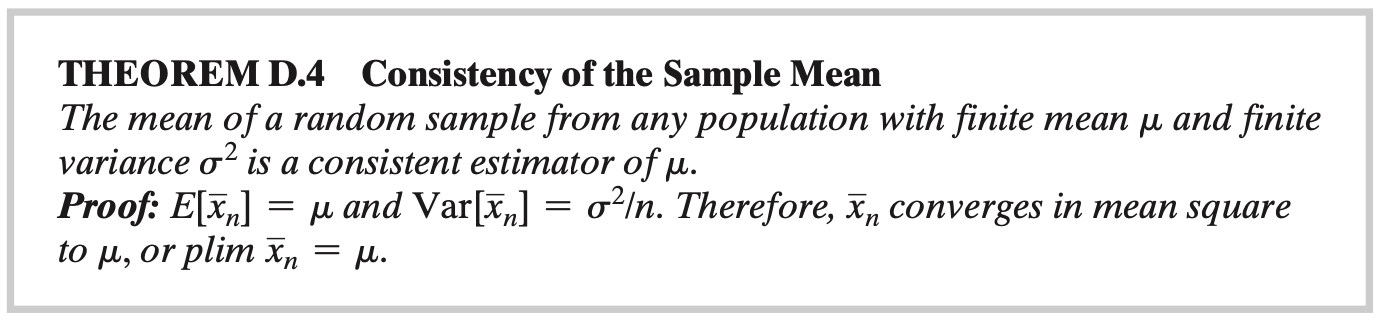 THEOREM D.4 Consistency of the Sample Mean
The mean of a random sample from any population with finite mean μ and finite
variance σ² is a consistent estimator of μ.
Proof: E[x̄ₙ] = μ and Var[x̄ₙ] = σ²/n. Therefore, x̄ₙ converges in mean square
to μ, or plim x̄ₙ = μ.